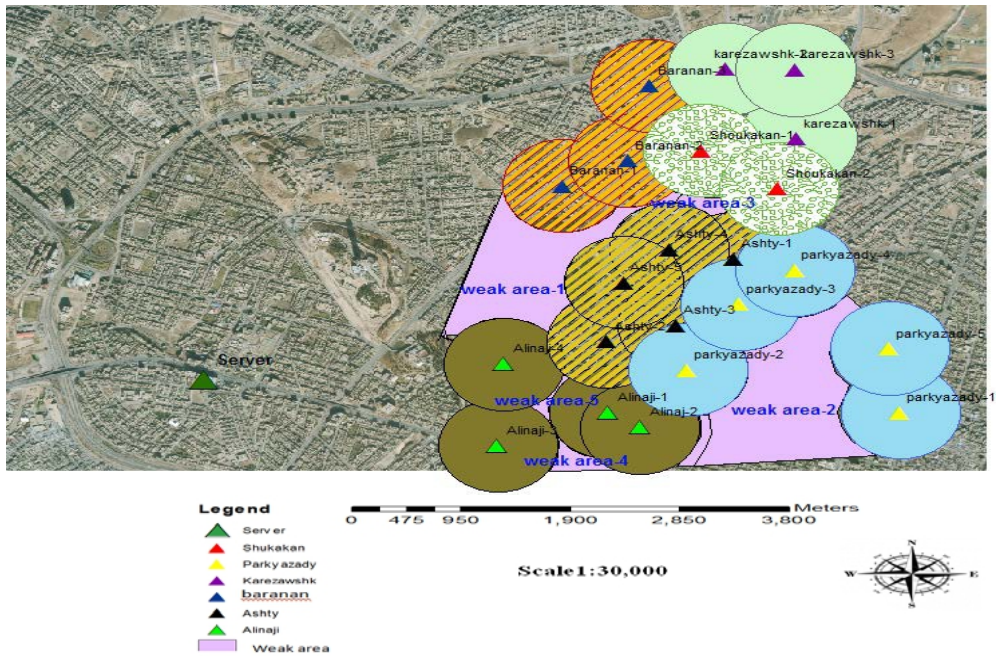 karezawshk-2
karezawshk-3
Baranan-3
karezawshk-1
Shoukakan-1
Baranan-2
Baranan-1
Shoukakan-2
weak area-3
Ashty-4
Ashty-1
parkyazady-4
Ashty-5
weak area-1
parkyazady-3
Ashty-3
Ashty-2
parkyazady-5
Alinaj-4
parkyazady-2
Server
weak area-5
Alinaji-1
weak area-2
parkyazady-1
Alinaj-2
Alinaji-3
weak area-4
Legend
Server
Shukakan
Parkyazady
Karezawshk
baranan
Ashty
Alinaji
Weak area
Meters
0 475 950 1,900 2,850 3,800
Scale1:30,000
N
W E
S